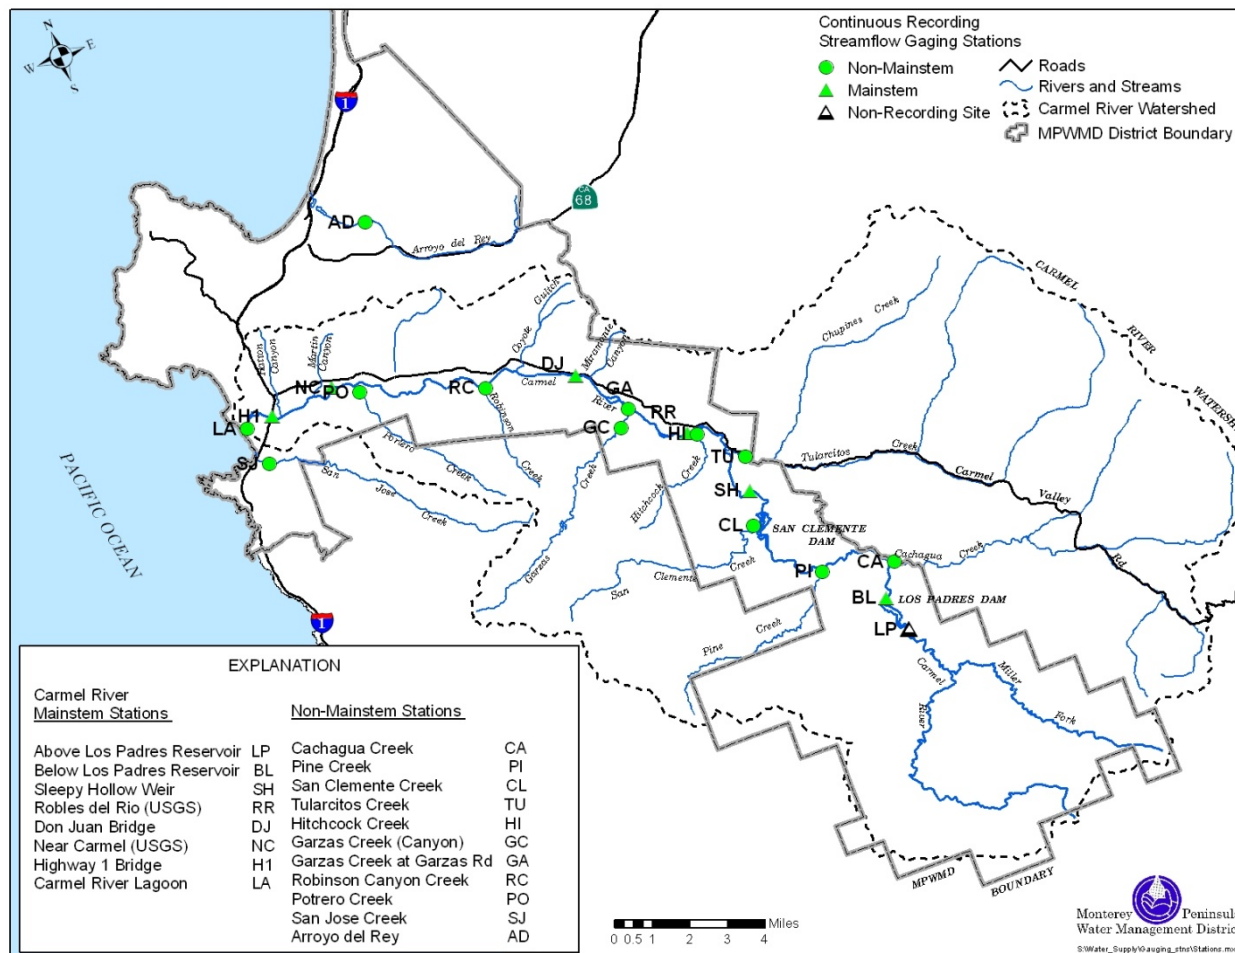 N
E
W
S
Continuous Recording
Streamflow Gaging Stations
Non-Mainstem
Mainstem
Non-Recording Site
Roads
Rivers and Streams
Carmel River Watershed
MPWMD District Boundary
1
CA
68
AD
Arroyo del Rey
CARMEL
RIVER
Chupines Creek
Coyote Gulch
Miramonte
Canyon
Hatton
Canyon
Martin
Canyon
DJ
NC
PO
RC
Carmel
River
GA
RR
H1
LA
GC
HI
TU
Tularcitos
Creek
Carmel
Valley
Rd
SJ
San
Jose
Creek
Potrero
Creek
Robinson
Creek
Hitchcock
Creek
SH
CL
SAN CLEMENTE
DAM
Garzas
Creek
San
Clemente
Creek
PI
CA
Cachagua
Creek
BL
LOS PADRES DAM
LP
Pine
Creek
Carmel
River
Miller
Fork
PACIFIC OCEAN
1
MPWMD
BOUNDARY
EXPLANATION
Carmel River
Mainstem Stations
Above Los Padres Reservoir LP
Below Los Padres Reservoir BL
Sleepy Hollow Weir SH
Robles del Rio (USGS) RR
Don Juan Bridge DJ
Near Carmel (USGS) NC
Highway 1 Bridge H1
Carmel River Lagoon LA
Non-Mainstem Stations
Cachagua Creek CA
Pine Creek PI
San Clemente Creek CL
Tularcitos Creek TU
Hitchcock Creek HI
Garzas Creek (Canyon) GC
Garzas Creek at Garzas Rd GA
Robinson Canyon Creek RC
Potrero Creek PO
San Jose Creek SJ
Arroyo del Rey AD
Miles
0 0.5 1 2 3 4
Monterey Peninsula
Water Management District